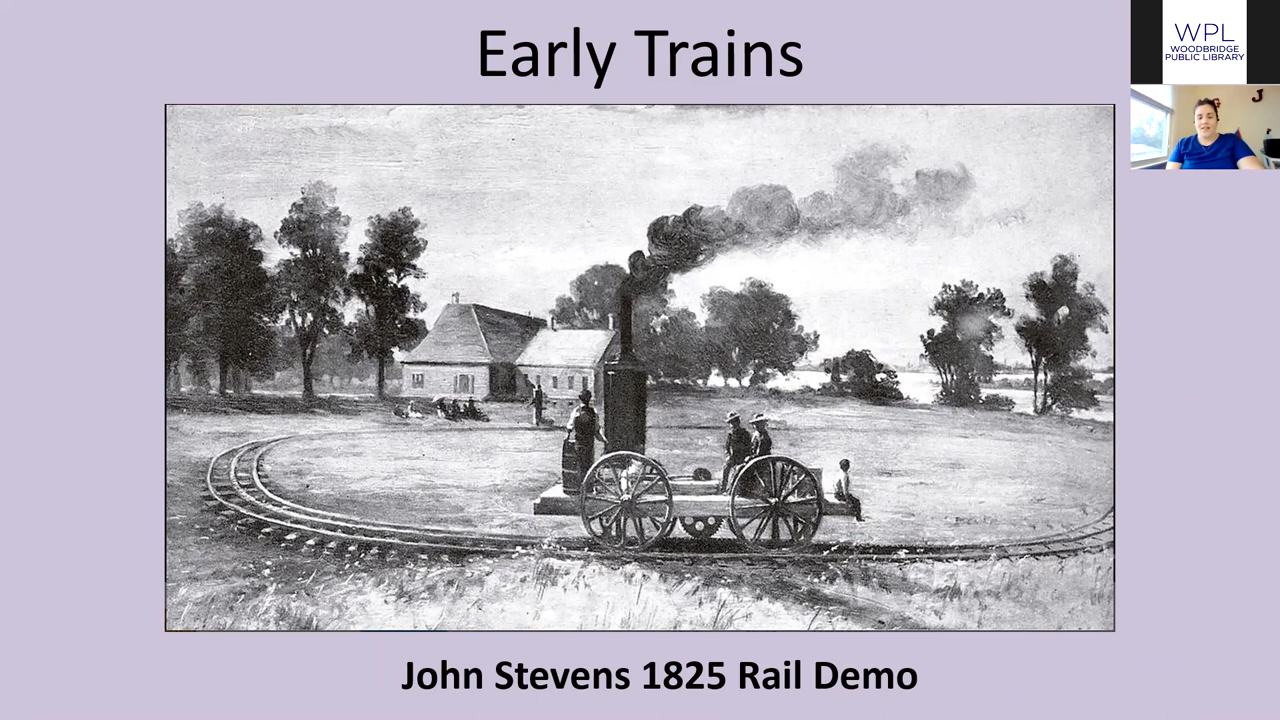 Early Trains
WPL
WOODBRIDGE
PUBLIC LIBRARY
J
John Stevens 1825 Rail Demo